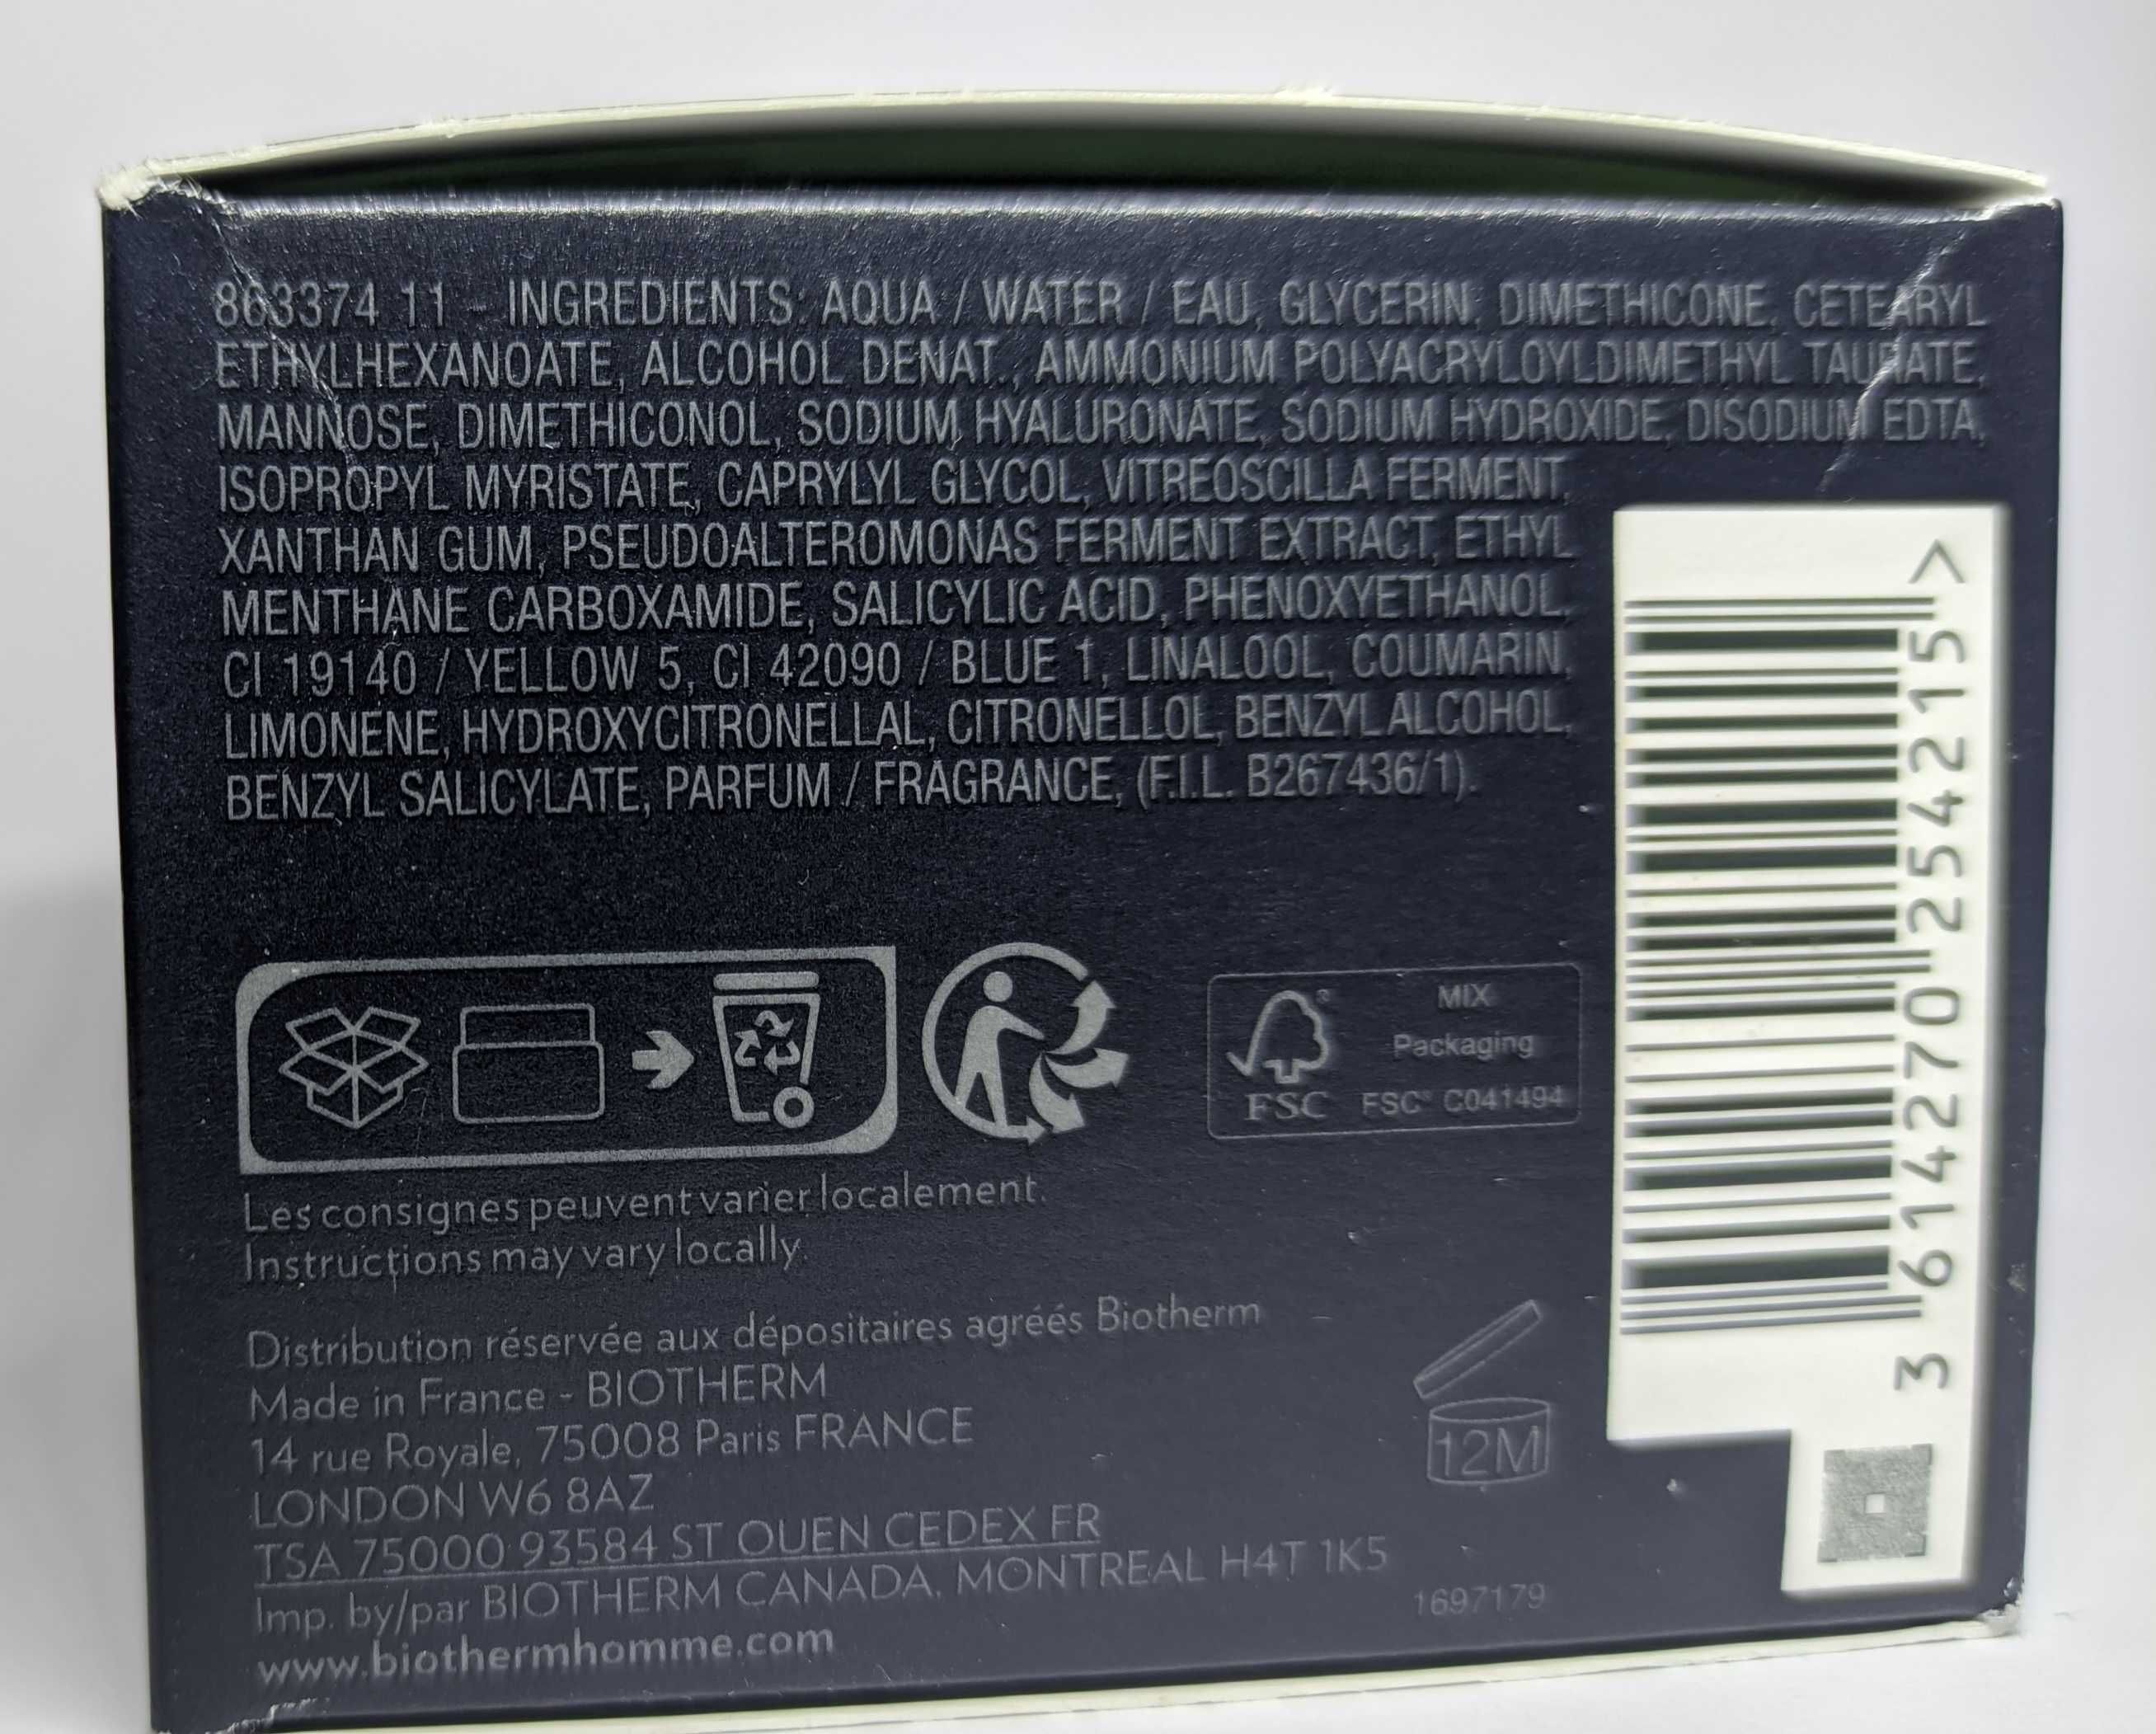 863374 11 - INGREDIENTS: AQUA / WATER / EAU, GLYCERIN, DIMETHICONE, CETEARYL
ETHYLHEXANOATE, ALCOHOL DENAT., AMMONIUM POLYACRYLOYLDIMETHYL TAURATE,
MANNOSE, DIMETHICONOL, SODIUM HYALURONATE, SODIUM HYDROXIDE, DISODIUM EDTA,
ISOPROPYL MYRISTATE, CAPRYLYL GLYCOL, VITREOSCILLA FERMENT,
XANTHAN GUM, PSEUDOALTEROMONAS FERMENT EXTRACT, ETHYL
MENTHANE CARBOXAMIDE, SALICYLIC ACID, PHENOXYETHANOL,
CI 19140 / YELLOW 5, CI 42090 / BLUE 1, LINALOOL, COUMARIN,
LIMONENE, HYDROXYCITRONELLAL, CITRONELLOL, BENZYL ALCOHOL,
BENZYL SALICYLATE, PARFUM / FRAGRANCE, (F.I.L. B267436/1).
3 614270 254215 >
MIX
Packaging
FSC® C041494
FSC
Les consignes peuvent varier localement.
Instructions may vary locally.
Distribution réservée aux dépositaires agréés Biotherm
Made in France - BIOTHERM
14 rue Royale, 75008 Paris FRANCE
LONDON W6 8AZ
TSA 75000 93584 ST OUEN CEDEX FR
Imp. by/par BIOTHERM CANADA, MONTREAL H4T 1K5
www.biothermhomme.com
12M
1697179